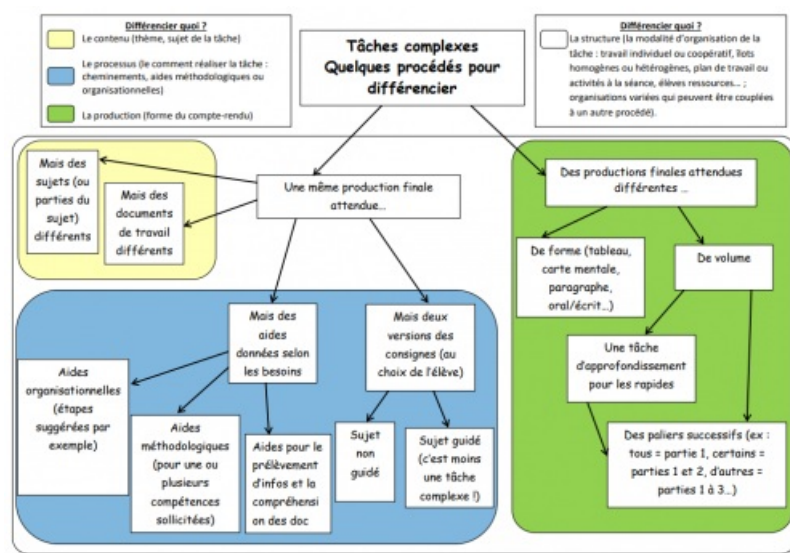 Différencier quoi ?
Le contenu (thème, sujet de la tâche)
Le processus (le comment réaliser la tâche :
cheminements, aides méthodologiques ou
organisationnelles)
La production (forme du compte-rendu)
Tâches complexes
Quelques procédés pour
différencier
Différencier quoi ?
La structure (la modalité d'organisation de la
tâche : travail individuel ou coopératif, îlots
homogènes ou hétérogènes, plan de travail ou
activités à la séance, élèves ressources... ;
organisations variées qui peuvent être couplées
à un autre procédé).
Mais des
sujets (ou
parties du
sujet)
différents
Mais des
documents
de travail
différents
Une même production finale
attendue...
Des productions finales attendues
différentes ...
De forme (tableau,
carte mentale,
paragraphe,
oral/écrit...)
De volume
Mais des
aides
données selon
les besoins
Mais deux
versions des
consignes (au
choix de l'élève)
Une tâche
d'approfondissement
pour les rapides
Aides
organisationnelles
(étapes
suggérées par
exemple)
Aides
méthodologiques
(pour une ou
plusieurs
compétences
sollicitées)
Aides pour le
prélèvement
d'infos et la
compréhensi
on des doc
Sujet
non
guidé
Sujet guidé
(c'est moins
une tâche
complexe !)
Des paliers successifs (ex :
tous = partie 1, certains =
parties 1 et 2, d'autres =
parties 1 à 3...)